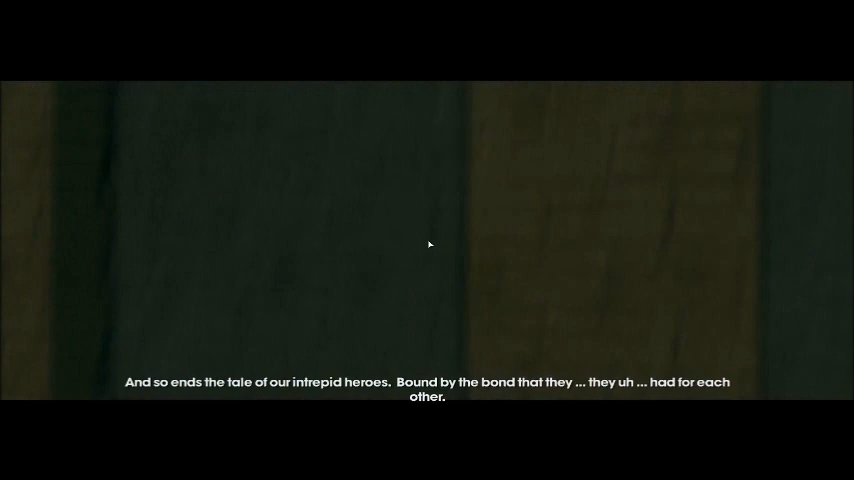 And so ends the tale of our intrepid heroes.  Bound by the bond that they ... they uh ... had for each
other.